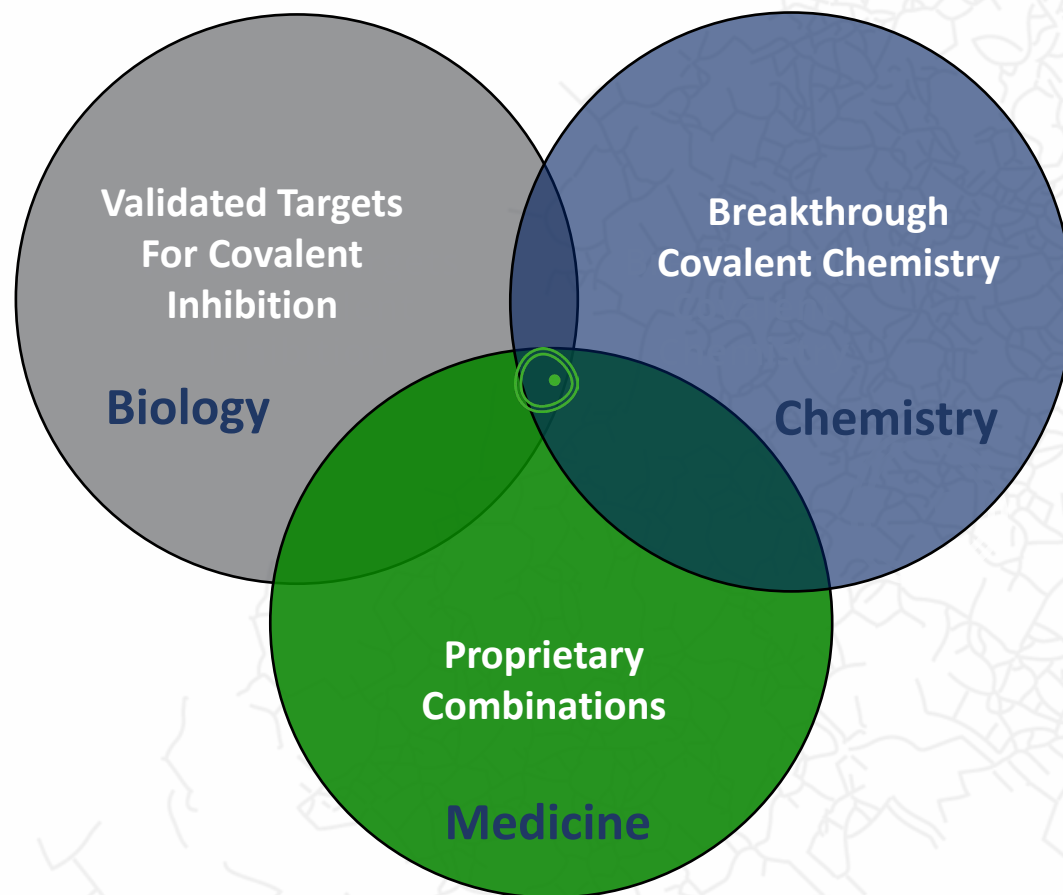 Validated Targets
For Covalent
Inhibition
Biology
Breakthrough
Covalent Chemistry
Chemistry
Proprietary
Combinations
Medicine